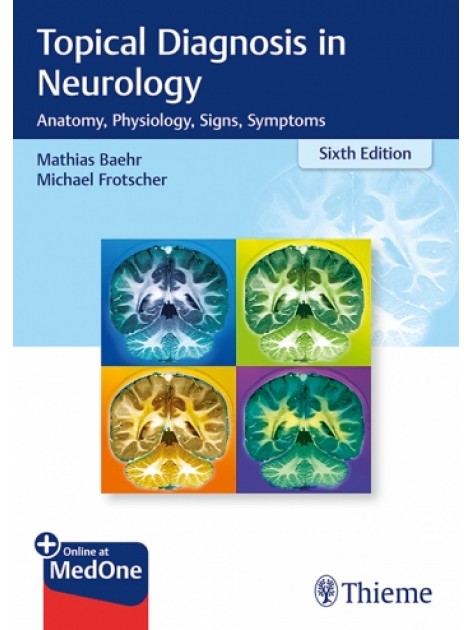 Topical Diagnosis in
Neurology
Anatomy, Physiology, Signs, Symptoms
Mathias Baehr
Michael Frotscher
Sixth Edition
+ Online at
MedOne
Thieme